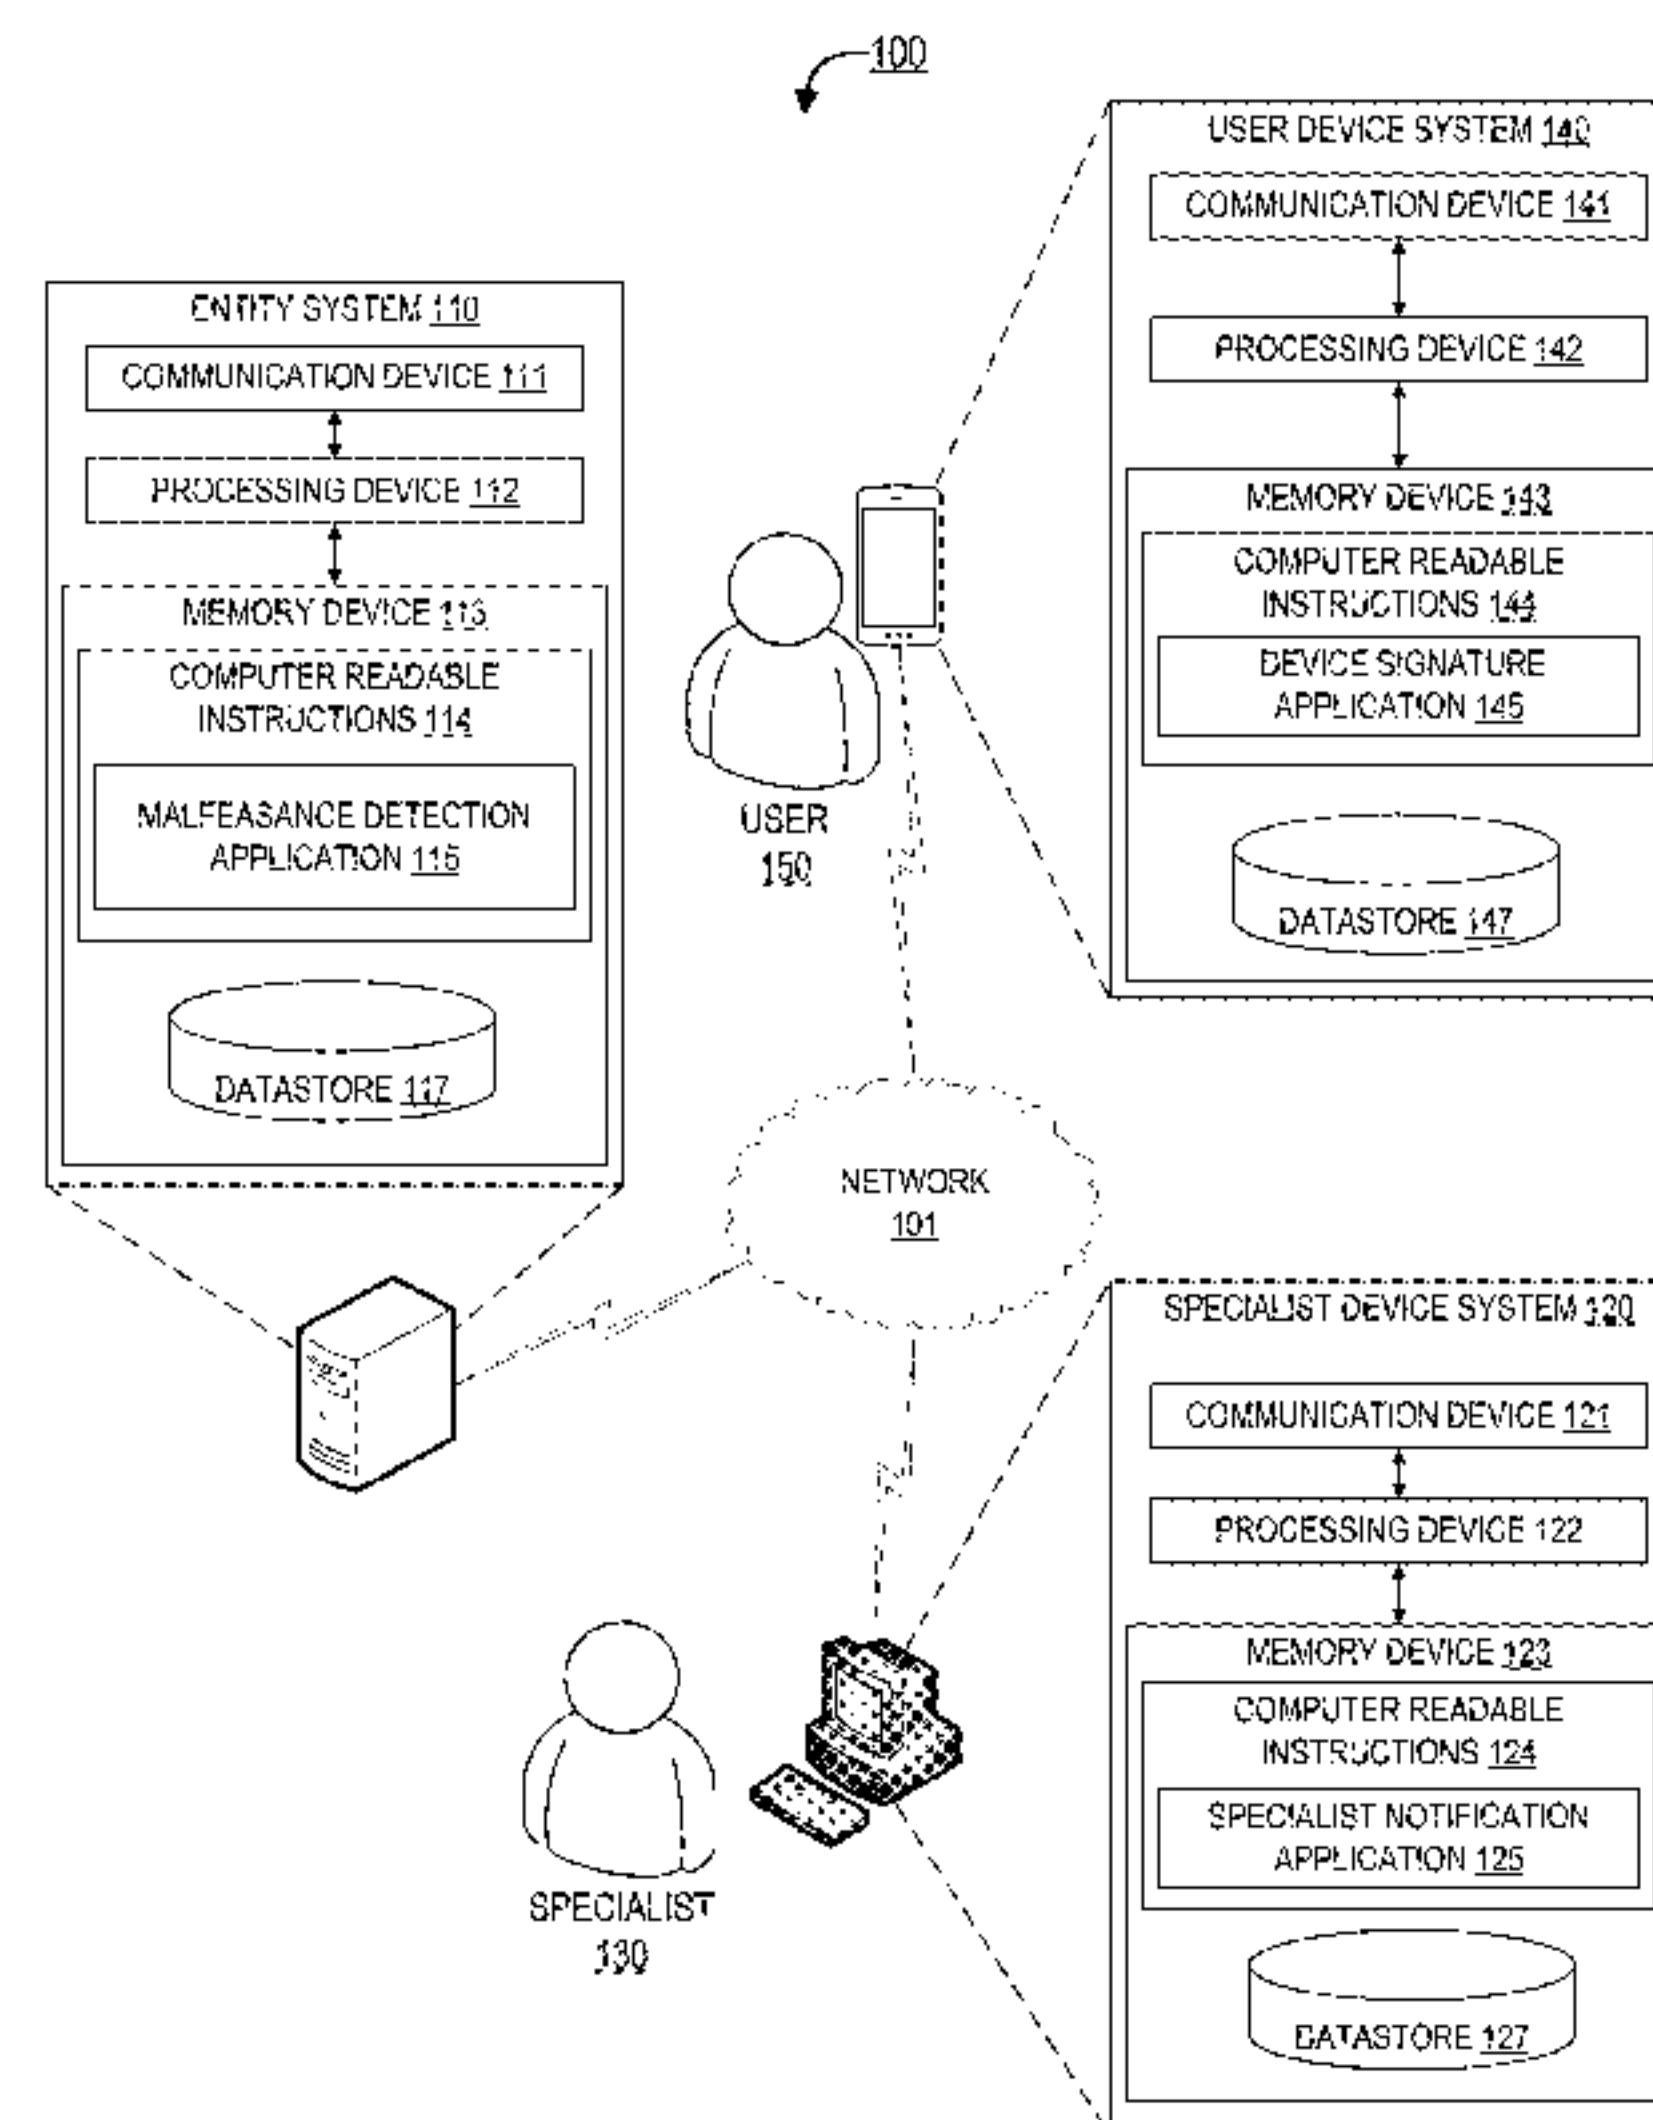 100
USER DEVICE SYSTEM 140
COMMUNICATION DEVICE 141
PROCESSING DEVICE 142
MEMORY DEVICE 143
COMPUTER READABLE
INSTRUCTIONS 144
DEVICE SIGNATURE
APPLICATION 145
DATASTORE 147
ENTITY SYSTEM 110
COMMUNICATION DEVICE 111
PROCESSING DEVICE 112
MEMORY DEVICE 113
COMPUTER READABLE
INSTRUCTIONS 114
MALFEASANCE DETECTION
APPLICATION 115
DATASTORE 117
USER
150
NETWORK
101
SPECIALIST DEVICE SYSTEM 120
COMMUNICATION DEVICE 121
PROCESSING DEVICE 122
MEMORY DEVICE 123
COMPUTER READABLE
INSTRUCTIONS 124
SPECIALIST NOTIFICATION
APPLICATION 125
DATASTORE 127
SPECIALIST
130